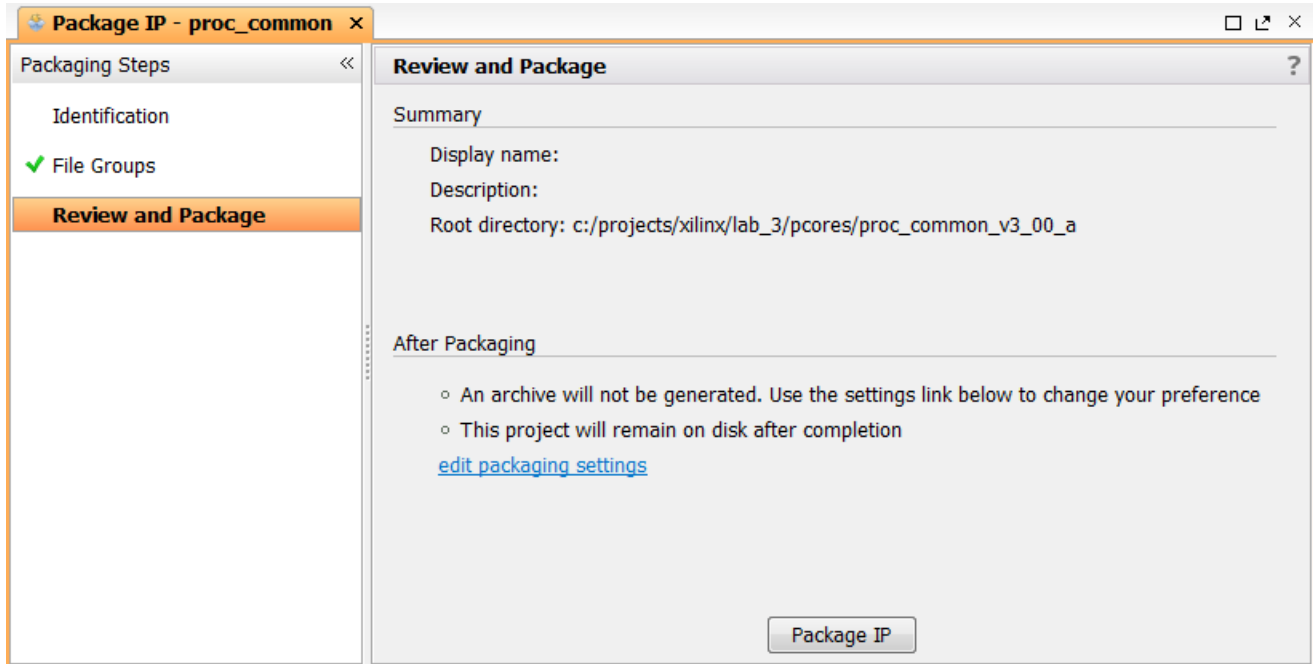 Package IP - proc_common
Packaging Steps
Identification
File Groups
Review and Package
Review and Package
?
Summary
Display name:
Description:
Root directory: c:/projects/xilinx/lab_3/pcores/proc_common_v3_00_a
After Packaging
An archive will not be generated. Use the settings link below to change your preference
This project will remain on disk after completion
edit packaging settings
Package IP